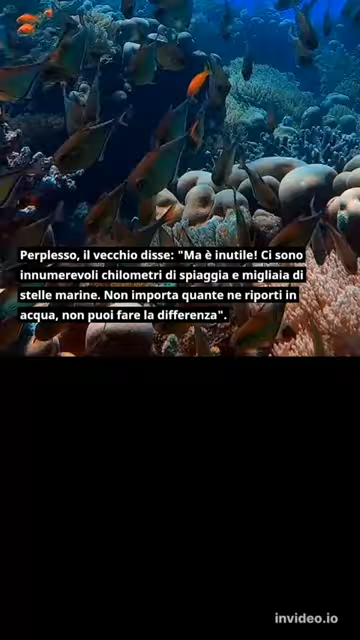 Perplesso, il vecchio disse: "Ma è inutile! Ci sono
innumerevoli chilometri di spiaggia e migliaia di
stelle marine. Non importa quante ne riporti in
acqua, non puoi fare la differenza".
invideo.io